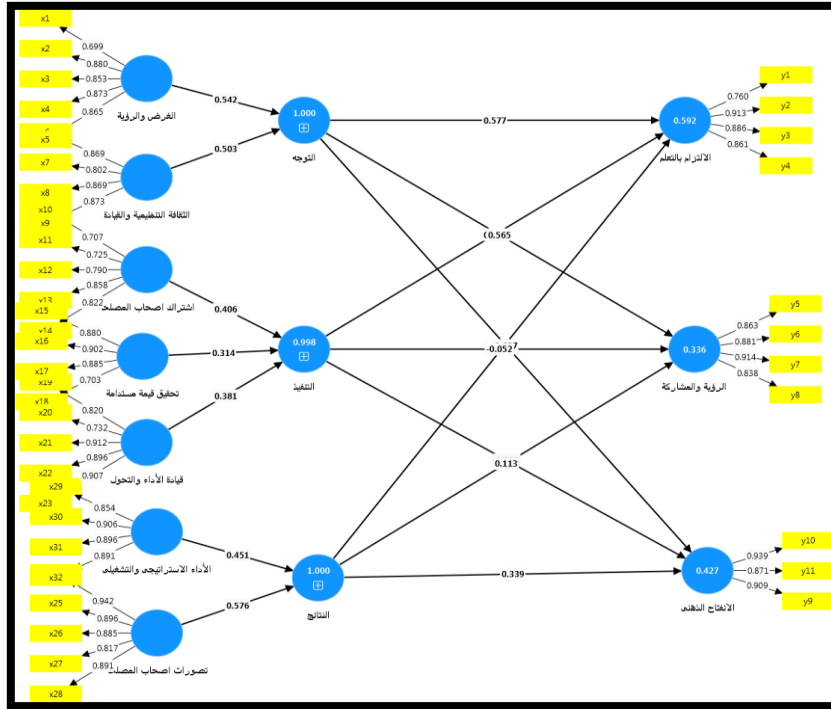 x1
x2
x3
x4
x5
x7
x8
x10
x9
x11
x12
x13
x15
x14
x16
x17
x19
x18
x20
x21
x22
x29
x23
x30
x31
x32
x25
x26
x27
x28
0.699
0.880
0.853
0.873
0.865
الغرض والرؤية
0.869
0.802
0.869
0.873
الثقافة التنظيمية والقيادة
0.707
0.725
0.790
0.858
0.822
اشتراك اصحاب المصلح
0.880
0.902
0.885
0.703
تحقيق قيمة مستدامة
0.820
0.732
0.912
0.896
0.907
قيادة الأداء والتحول
0.854
0.906
0.896
0.891
الأداء الاستراتيجي والتشغيلي
0.942
0.896
0.885
0.817
0.891
تصورات اصحاب المصلح
0.542
0.503
0.406
0.314
0.381
0.451
0.576
1.000
التوجه
0.998
التنفيذ
1.000
النتائج
0.577
0.565
-0.052
0.113
0.339
0.592
الالتزام بالتعلم
0.336
الرؤية والمشاركة
0.427
الانفتاح الذهنى
0.760
0.913
0.886
0.861
y1
y2
y3
y4
0.863
0.881
0.914
0.838
y5
y6
y7
y8
0.939
0.871
0.909
y10
y11
y9